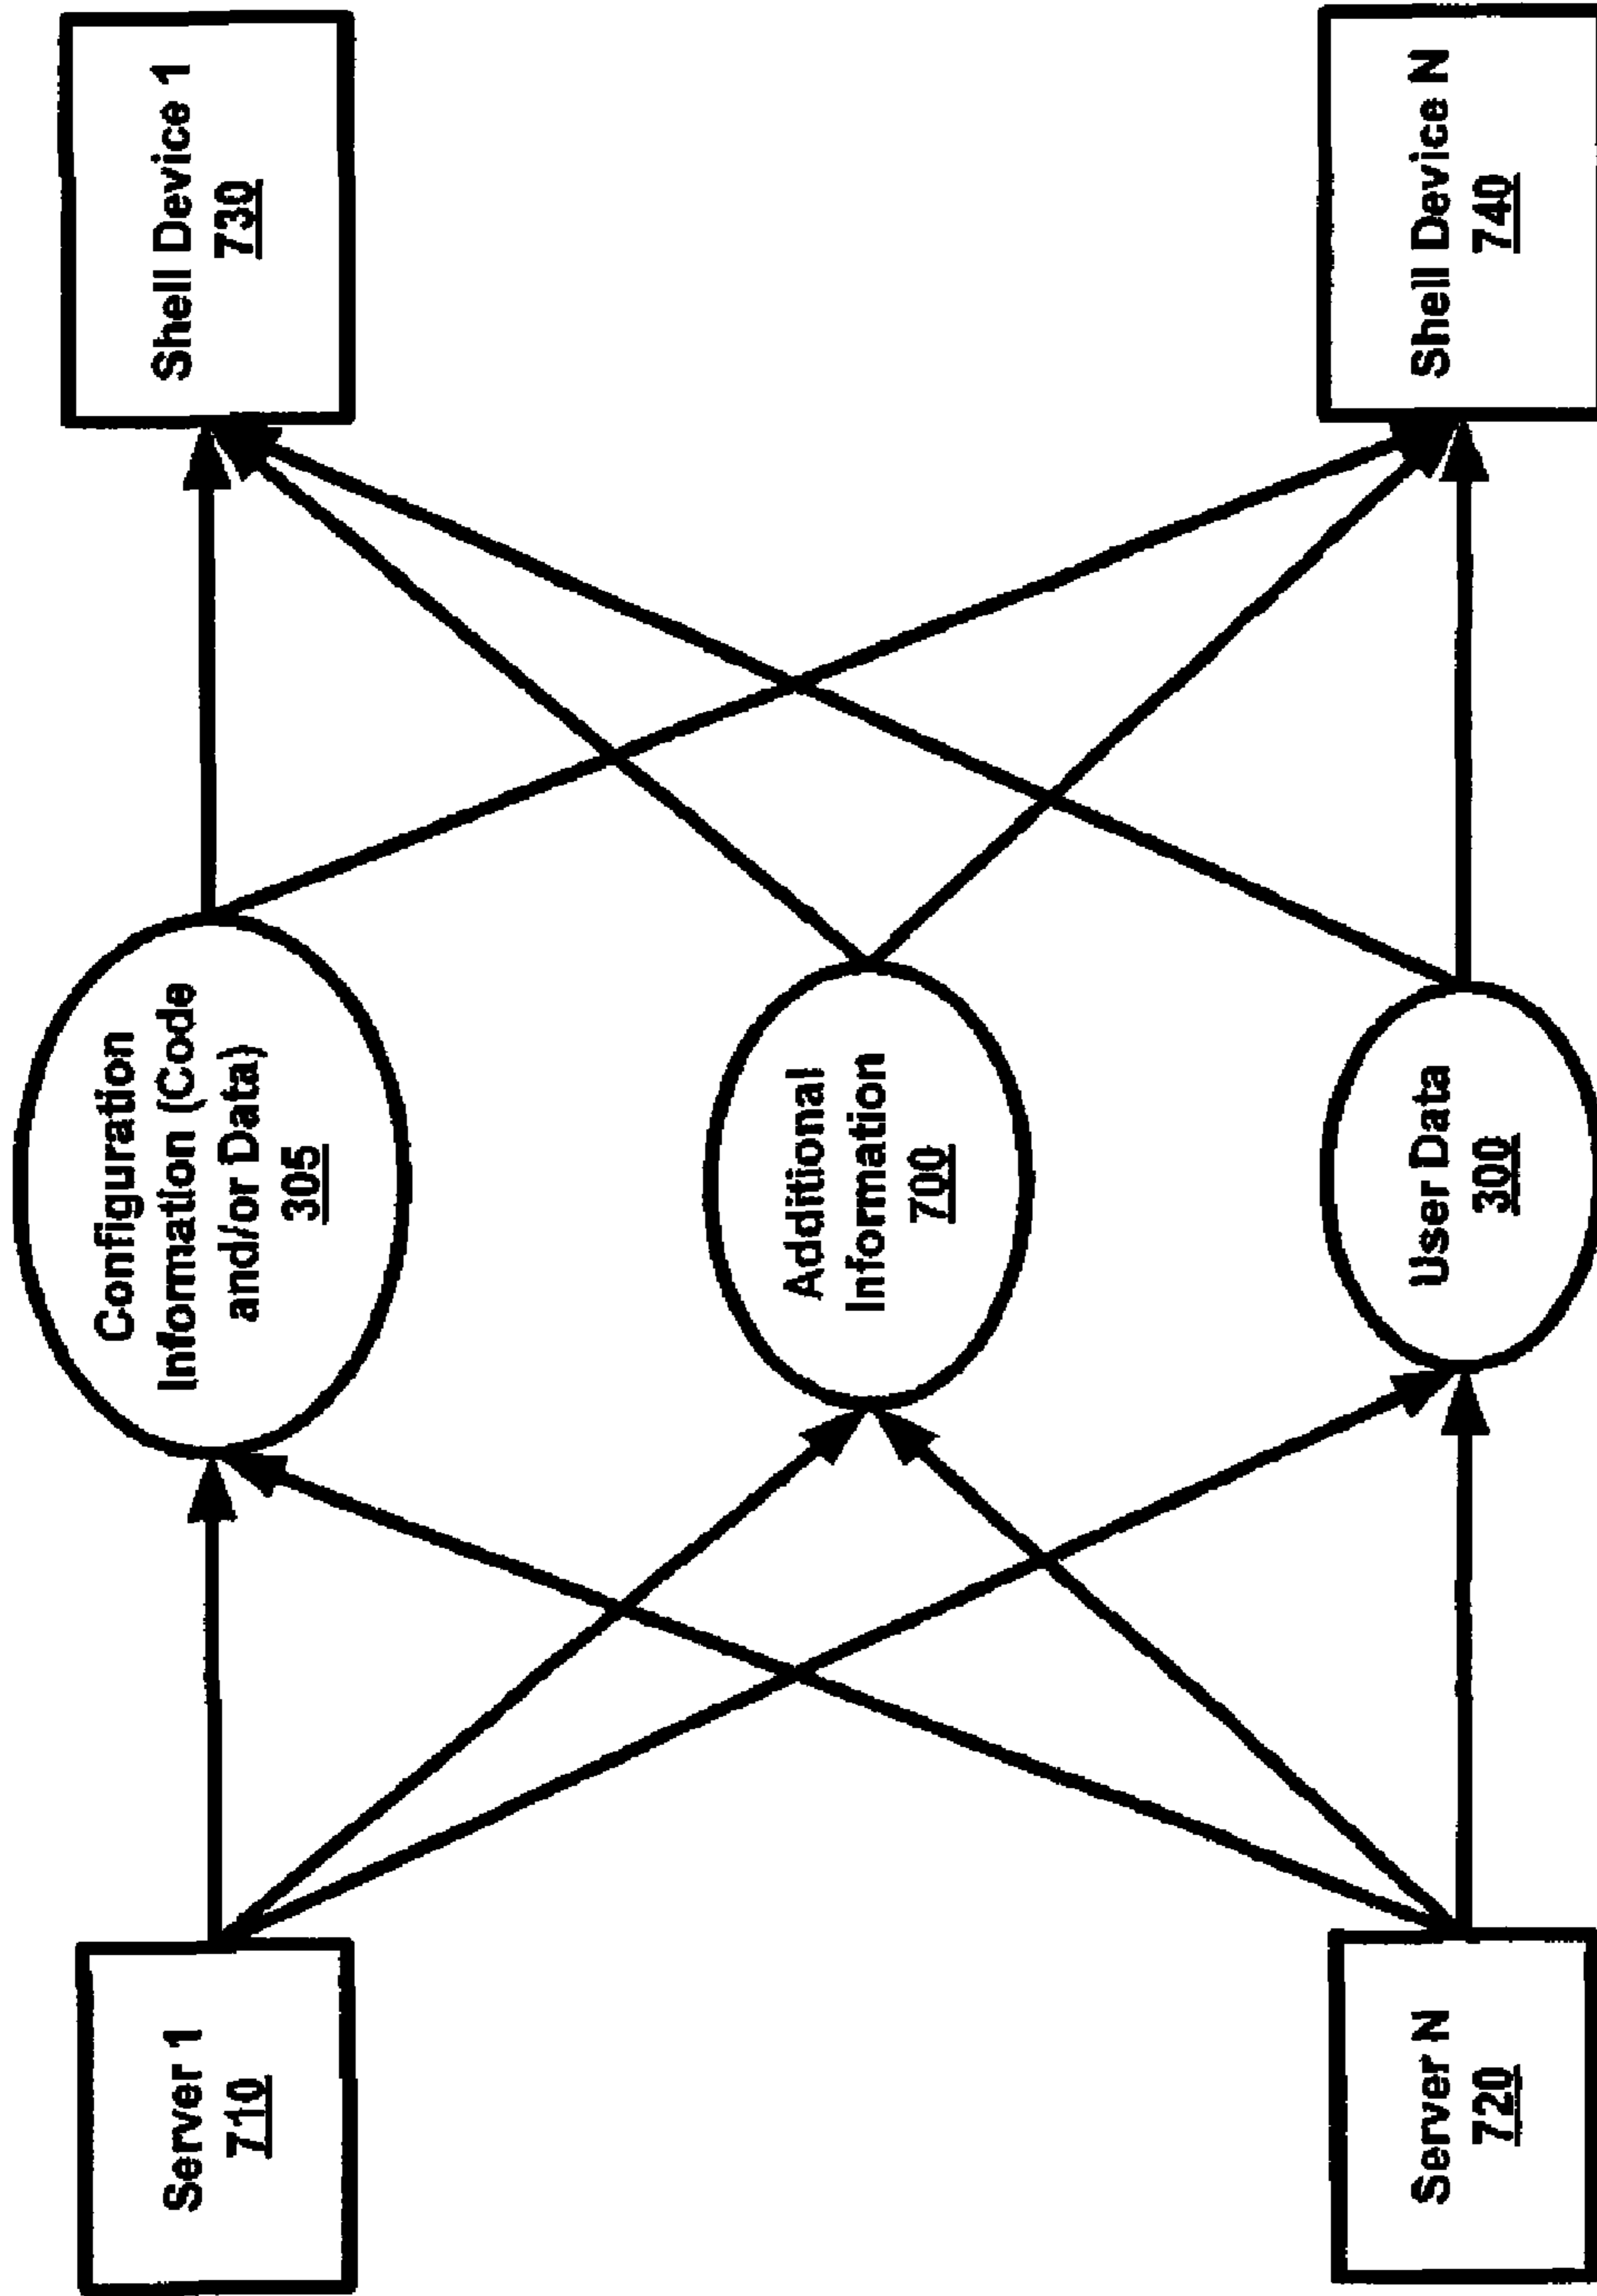 Server 1
710
Server N
720
Configuration
Information (Code
and/or Data)
305
Additional
Information
700
User Data
300
Shell Device 1
730
Shell Device N
740